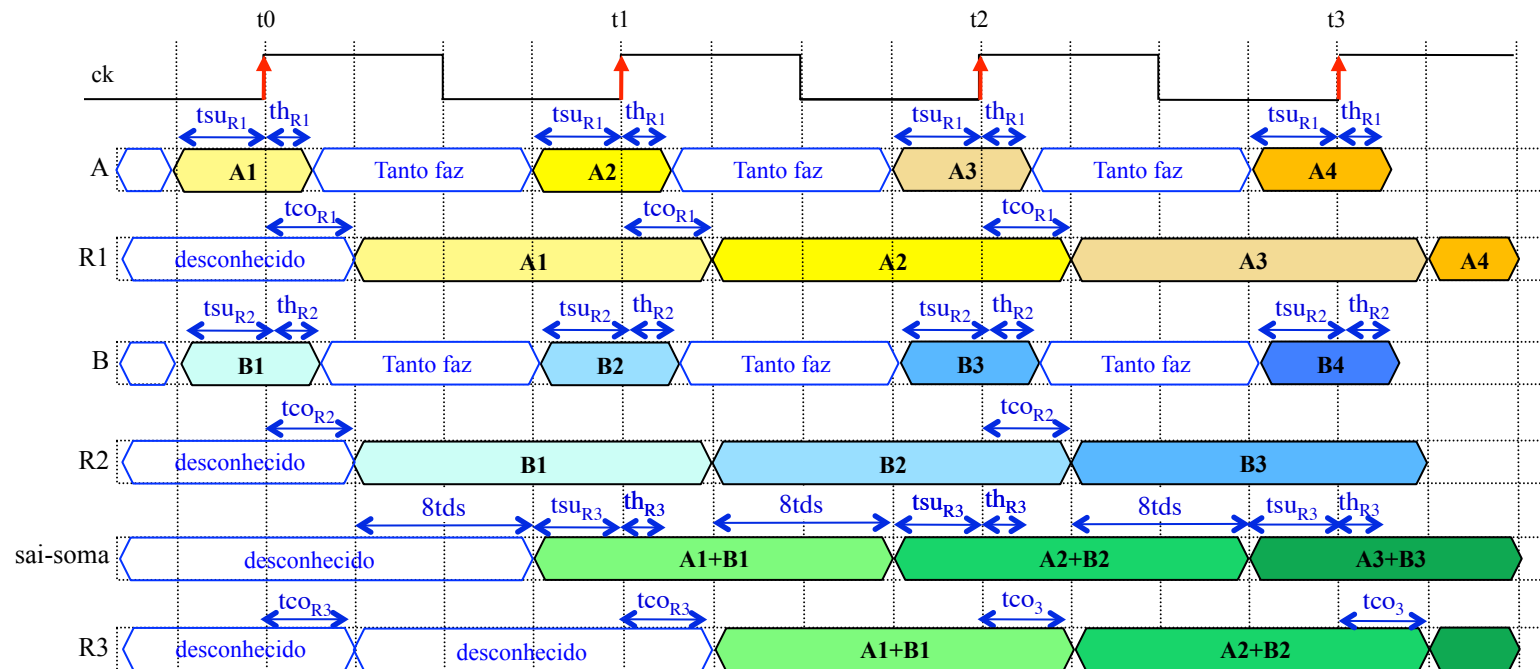 t0 t1 t2 t3
ck
tsuR1 thR1 tsuR1 thR1 tsuR1 thR1 tsuR1 thR1
A A1 Tanto faz A2 Tanto faz A3 Tanto faz A4
tcoR1 tcoR1 tcoR1
R1 desconhecido A1 A2 A3 A4
tsuR2 thR2 tsuR2 thR2 tsuR2 thR2 tsuR2 thR2
B B1 Tanto faz B2 Tanto faz B3 Tanto faz B4
tcoR2 tcoR2
R2 desconhecido B1 B2 B3
8tds tsuR3 thR3 8tds tsuR3 thR3 8tds tsuR3 thR3
sai-soma desconhecido A1+B1 A2+B2 A3+B3
tcoR3 tcoR3 tco3 tco3
R3 desconhecido desconhecido A1+B1 A2+B2